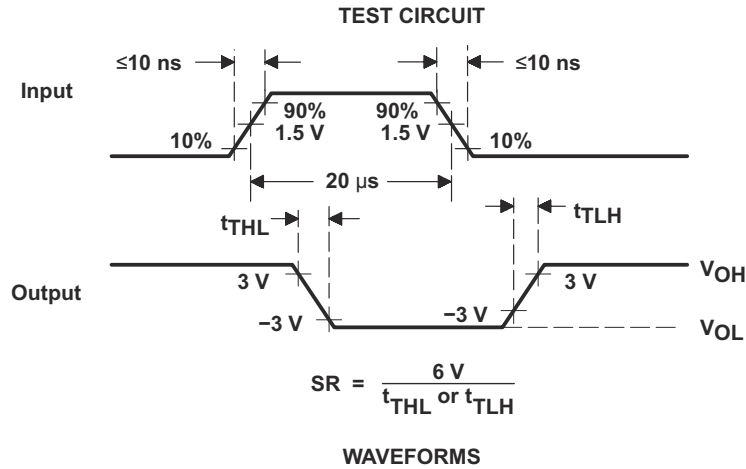 TEST CIRCUIT
≤10 ns
≤10 ns
Input
90%
90%
1.5 V
1.5 V
10%
10%
20 µs
tTHL
tTLH
3 V
3 V
VOH
Output
−3 V
−3 V
VOL
SR = 6 V
tTHL or tTLH
WAVEFORMS